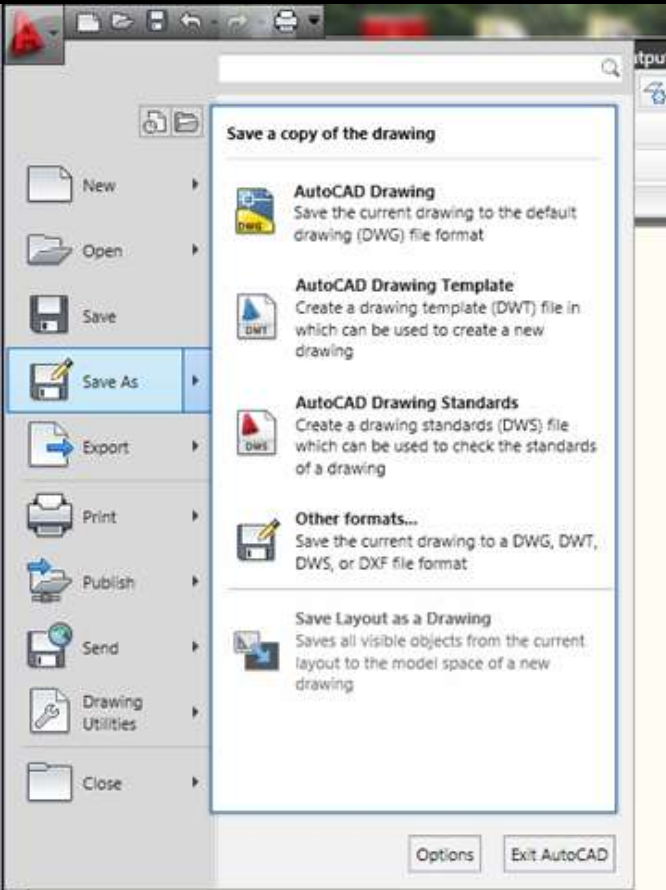 Save a copy of the drawing
New
Open
Save
Save As
Export
Print
Publish
Send
Drawing
Utilities
Close
AutoCAD Drawing
Save the current drawing to the default
drawing (DWG) file format
DWG
AutoCAD Drawing Template
Create a drawing template (DWT) file in
which can be used to create a new
drawing
DWT
AutoCAD Drawing Standards
Create a drawing standards (DWS) file
which can be used to check the standards
of a drawing
DWS
Other formats...
Save the current drawing to a DWG, DWT,
DWS, or DXF file format
Save Layout as a Drawing
Saves all visible objects from the current
layout to the model space of a new
drawing
Options
Exit AutoCAD